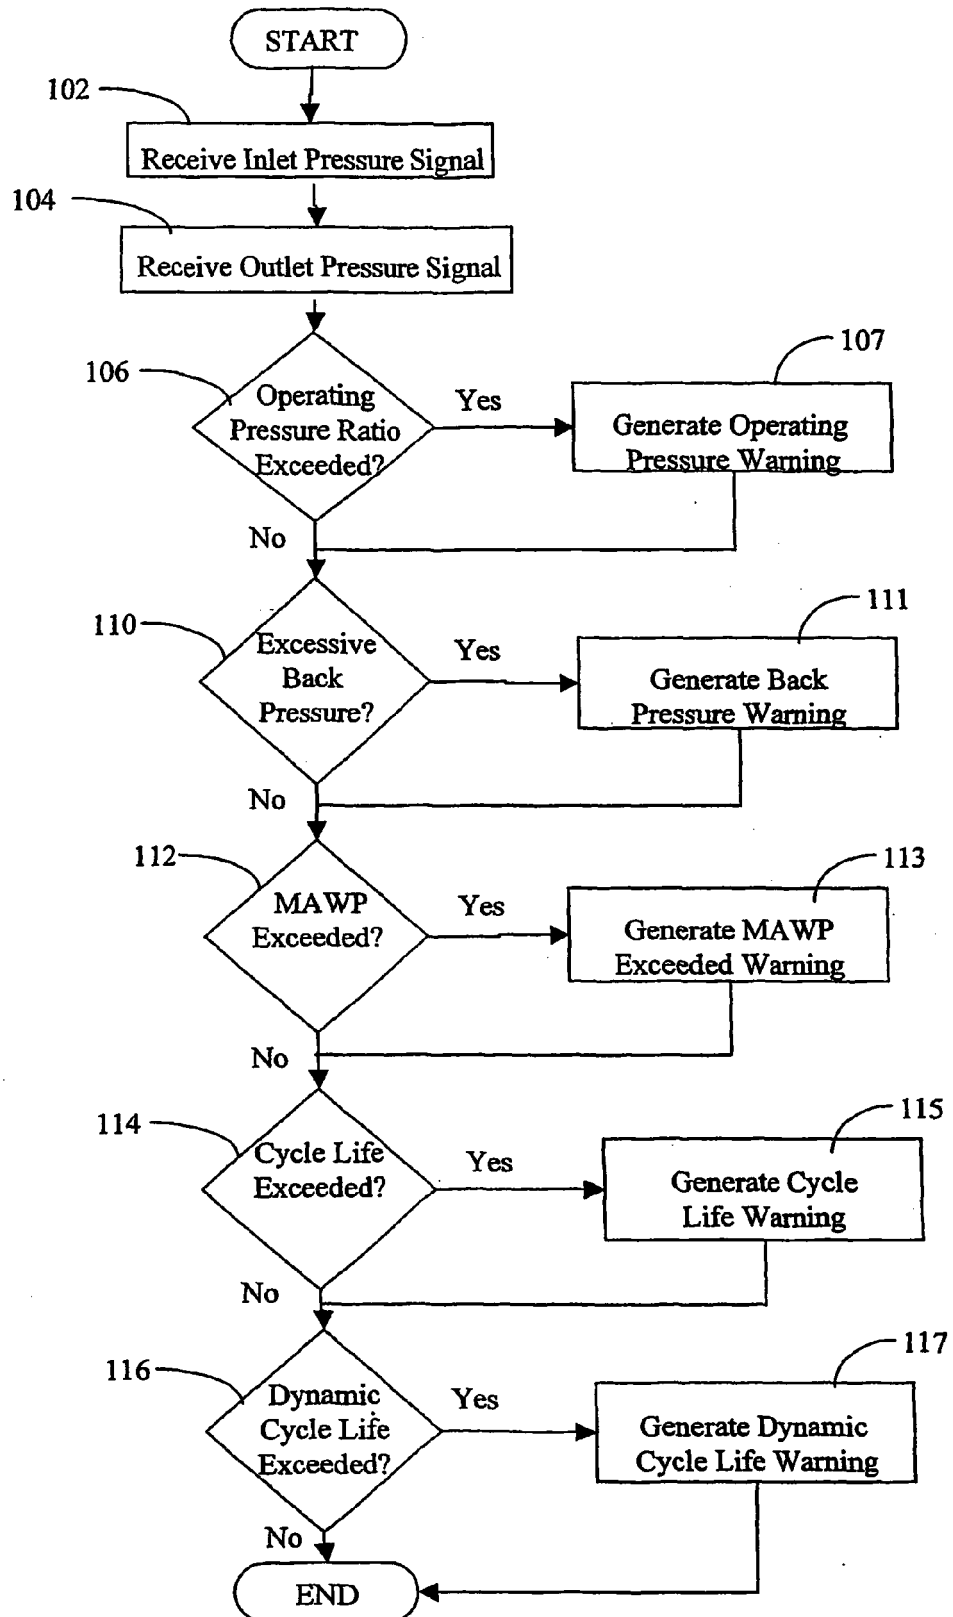 START
102
Receive Inlet Pressure Signal
104
Receive Outlet Pressure Signal
106
Operating
Pressure Ratio
Exceeded?
Yes
107
Generate Operating
Pressure Warning
No
110
Excessive
Back
Pressure?
Yes
111
Generate Back
Pressure Warning
No
112
MAWP
Exceeded?
Yes
113
Generate MAWP
Exceeded Warning
No
114
Cycle Life
Exceeded?
Yes
115
Generate Cycle
Life Warning
No
116
Dynamic
Cycle Life
Exceeded?
Yes
117
Generate Dynamic
Cycle Life Warning
No
END